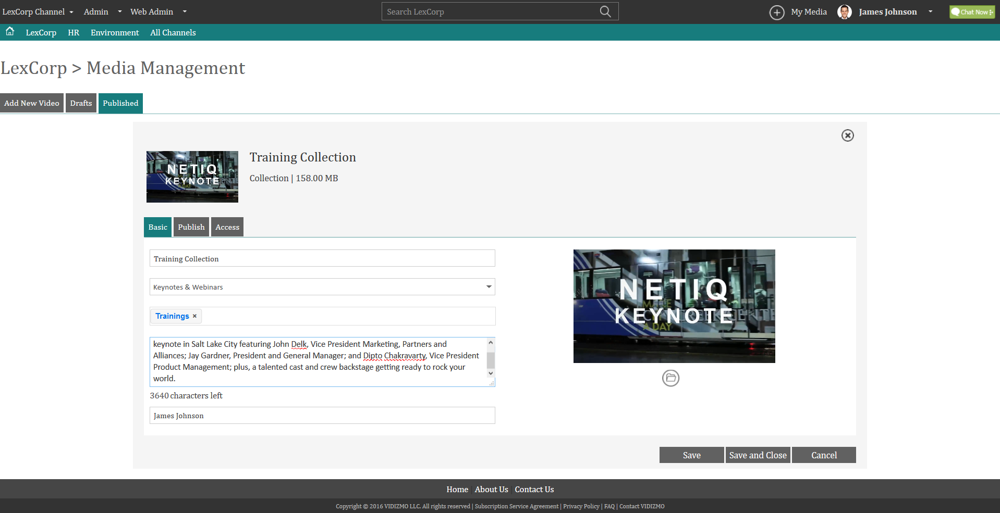 LexCorp Channel Admin Web Admin Search LexCorp My Media James Johnson Chat Now
LexCorp HR Environment All Channels
LexCorp > Media Management
Add New Video Drafts Published
NETIQ
KEYNOTE
Training Collection
Collection | 158.00 MB
Basic Publish Access
Training Collection
Keynotes & Webinars
Trainings ×
keynote in Salt Lake City featuring John Delk, Vice President Marketing, Partners and
Alliances; Jay Gardner, President and General Manager; and Dipto Chakravarty, Vice President
Product Management; plus, a talented cast and crew backstage getting ready to rock your
world.
3640 characters left
James Johnson
NETIQ
KEYNOTE
A DAY
Save Save and Close Cancel
Home | About Us | Contact Us
Copyright © 2016 VIDIZMO LLC. All rights reserved | Subscription Service Agreement | Privacy Policy | FAQ | Contact VIDIZMO